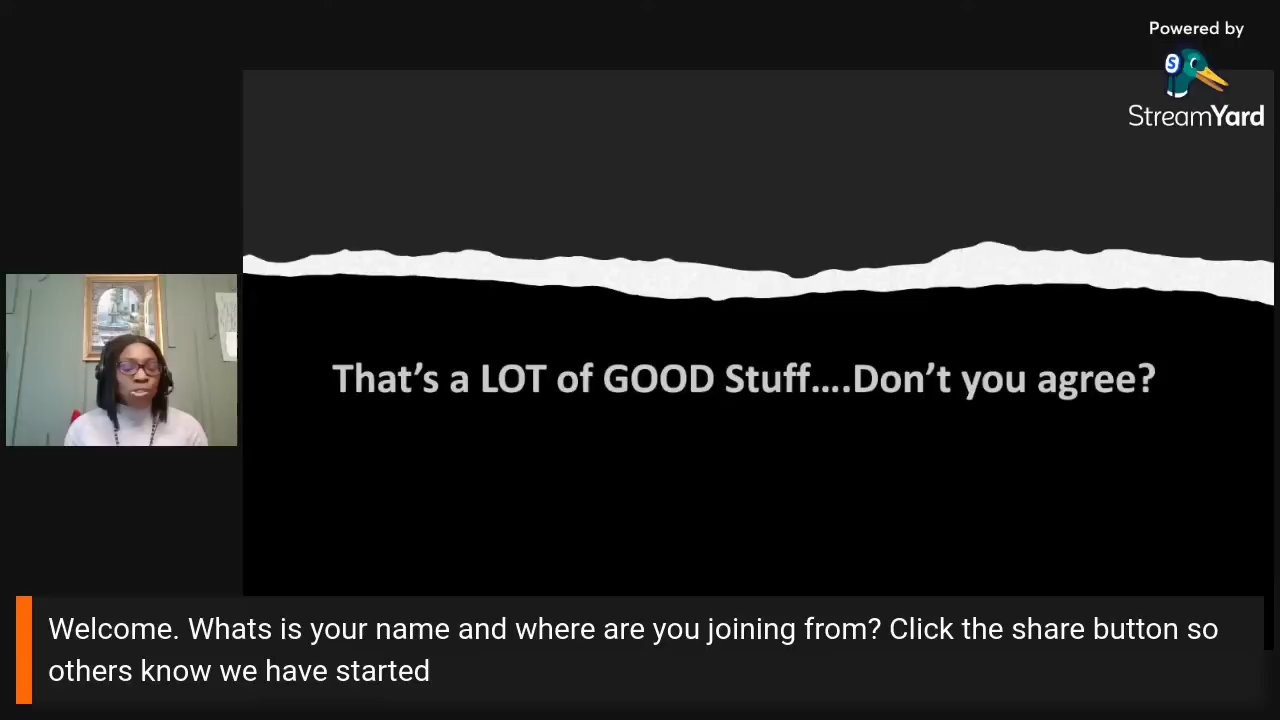 Powered by
S
StreamYard
That's a LOT of GOOD Stuff....Don't you agree?
Welcome. Whats is your name and where are you joining from? Click the share button so
others know we have started